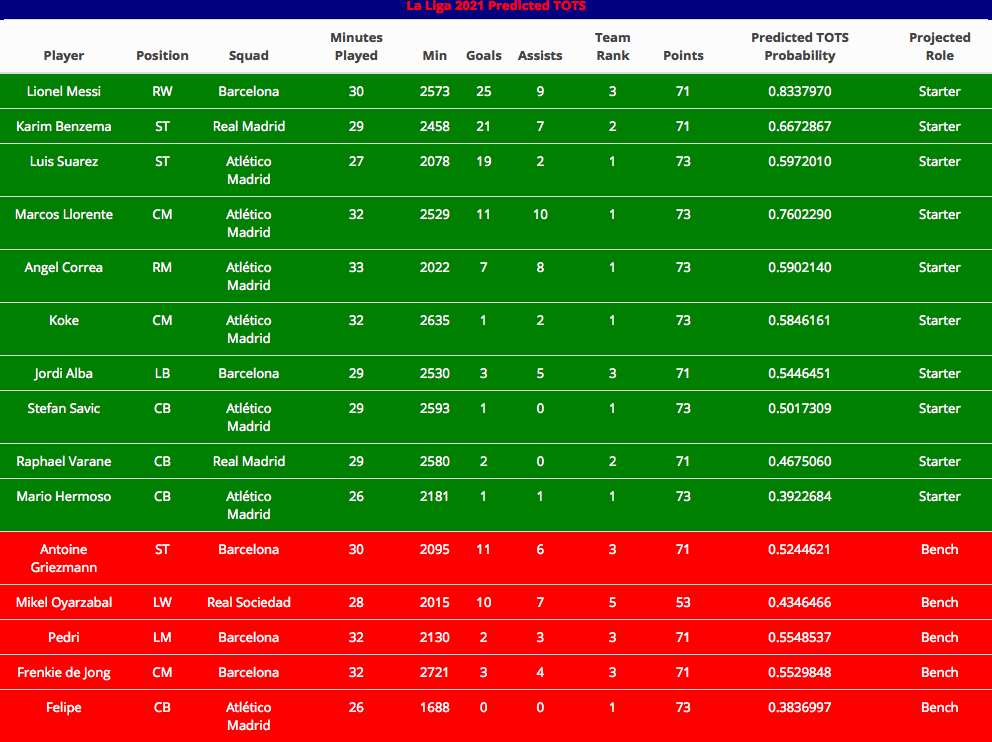 La Liga 2021 Predicted TOTS
Player Position Squad Minutes Played Min Goals Assists Team Rank Points Predicted TOTS Probability Projected Role
Lionel Messi RW Barcelona 30 2573 25 9 3 71 0.8337970 Starter
Karim Benzema ST Real Madrid 29 2458 21 7 2 71 0.6672867 Starter
Luis Suarez ST Atlético Madrid 27 2078 19 2 1 73 0.5972010 Starter
Marcos Llorente CM Atlético Madrid 32 2529 11 10 1 73 0.7602290 Starter
Angel Correa RM Atlético Madrid 33 2022 7 8 1 73 0.5902140 Starter
Koke CM Atlético Madrid 32 2635 1 2 1 73 0.5846161 Starter
Jordi Alba LB Barcelona 29 2530 3 5 3 71 0.5446451 Starter
Stefan Savic CB Atlético Madrid 29 2593 1 0 1 73 0.5017309 Starter
Raphael Varane CB Real Madrid 29 2580 2 0 2 71 0.4675060 Starter
Mario Hermoso CB Atlético Madrid 26 2181 1 1 1 73 0.3922684 Starter
Antoine Griezmann ST Barcelona 30 2095 11 6 3 71 0.5244621 Bench
Mikel Oyarzabal LW Real Sociedad 28 2015 10 7 5 53 0.4346466 Bench
Pedri LM Barcelona 32 2130 2 3 3 71 0.5548537 Bench
Frenkie de Jong CM Barcelona 32 2721 3 4 3 71 0.5529848 Bench
Felipe CB Atlético Madrid 26 1688 0 0 1 73 0.3836997 Bench